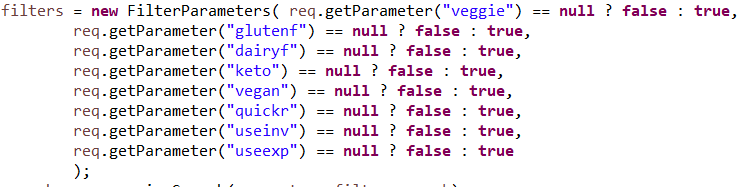 filters = new FilterParameters( req.getParameter("veggie") == null ? false : true,
req.getParameter("glutenf") == null ? false : true,
req.getParameter("dairyf") == null ? false : true,
req.getParameter("keto") == null ? false : true,
req.getParameter("vegan") == null ? false : true,
req.getParameter("quickr") == null ? false : true,
req.getParameter("useinv") == null ? false : true,
req.getParameter("useexp") == null ? false : true
);